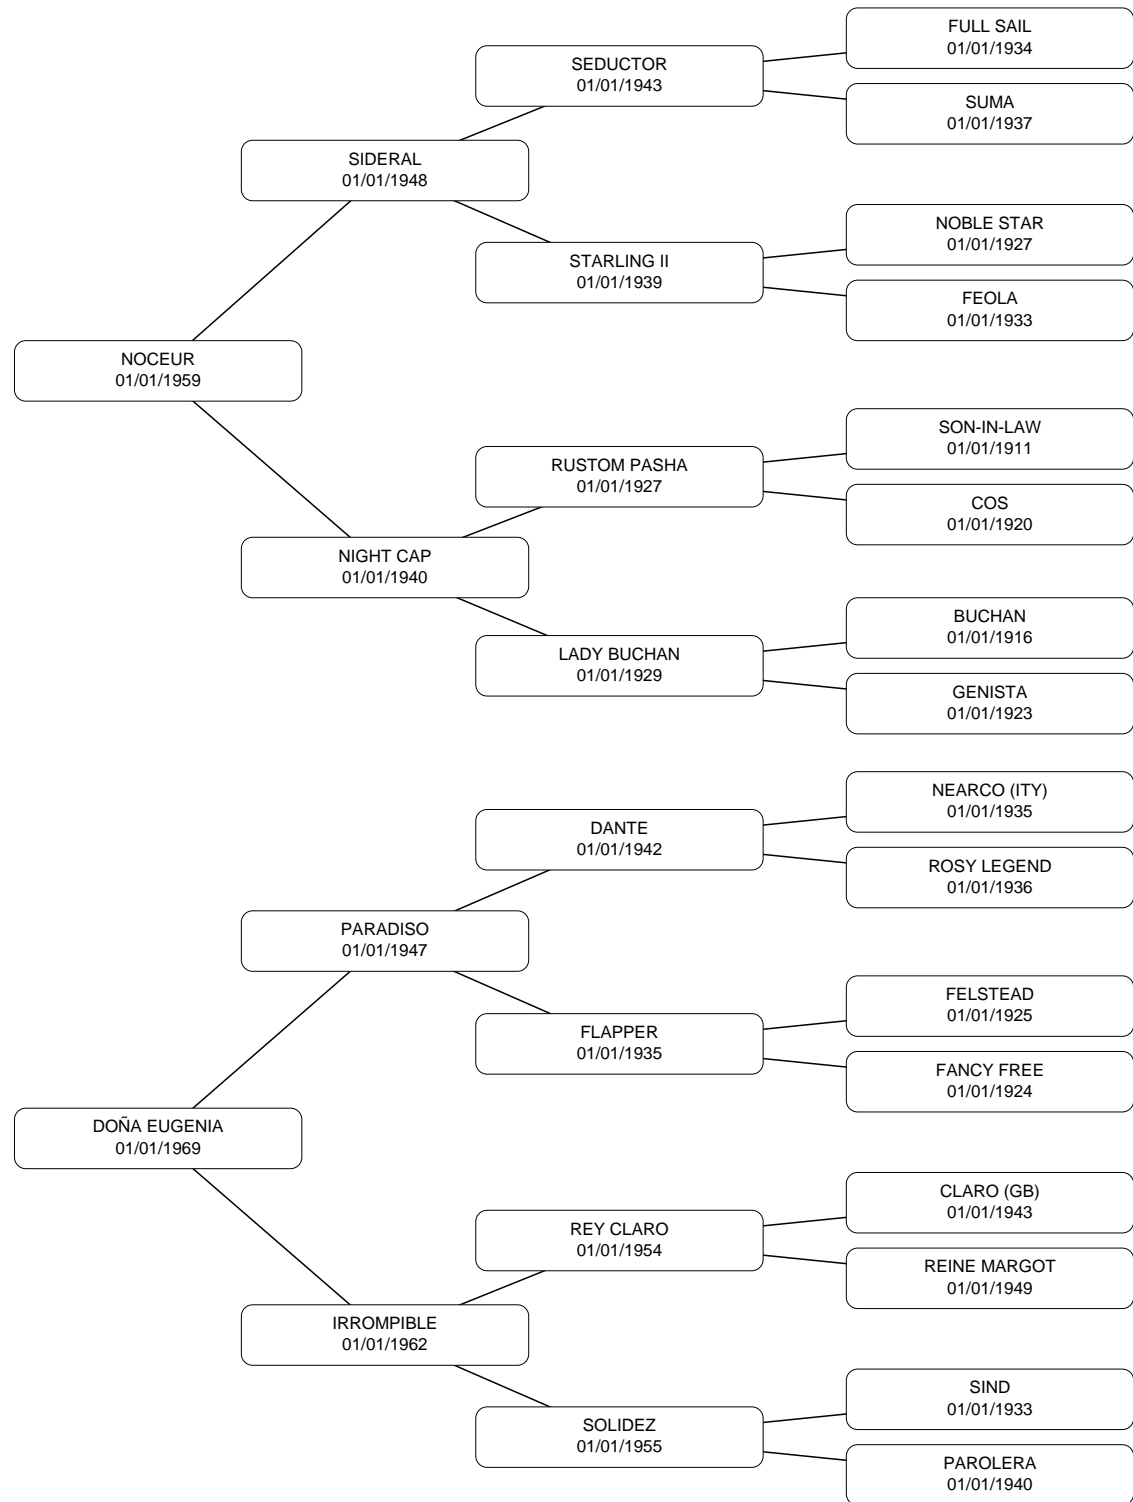 FULL SAIL
01/01/1934
SEDUCTOR
01/01/1943
SUMA
01/01/1937
SIDERAL
01/01/1948
NOBLE STAR
01/01/1927
STARLING II
01/01/1939
FEOLA
01/01/1933
NOCEUR
01/01/1959
SON-IN-LAW
01/01/1911
RUSTOM PASHA
01/01/1927
COS
01/01/1920
NIGHT CAP
01/01/1940
BUCHAN
01/01/1916
LADY BUCHAN
01/01/1929
GENISTA
01/01/1923
NEARCO (ITY)
01/01/1935
DANTE
01/01/1942
ROSY LEGEND
01/01/1936
PARADISO
01/01/1947
FELSTEAD
01/01/1925
FLAPPER
01/01/1935
FANCY FREE
01/01/1924
DOÑA EUGENIA
01/01/1969
CLARO (GB)
01/01/1943
REY CLARO
01/01/1954
REINE MARGOT
01/01/1949
IRROMPIBLE
01/01/1962
SIND
01/01/1933
SOLIDEZ
01/01/1955
PAROLERA
01/01/1940